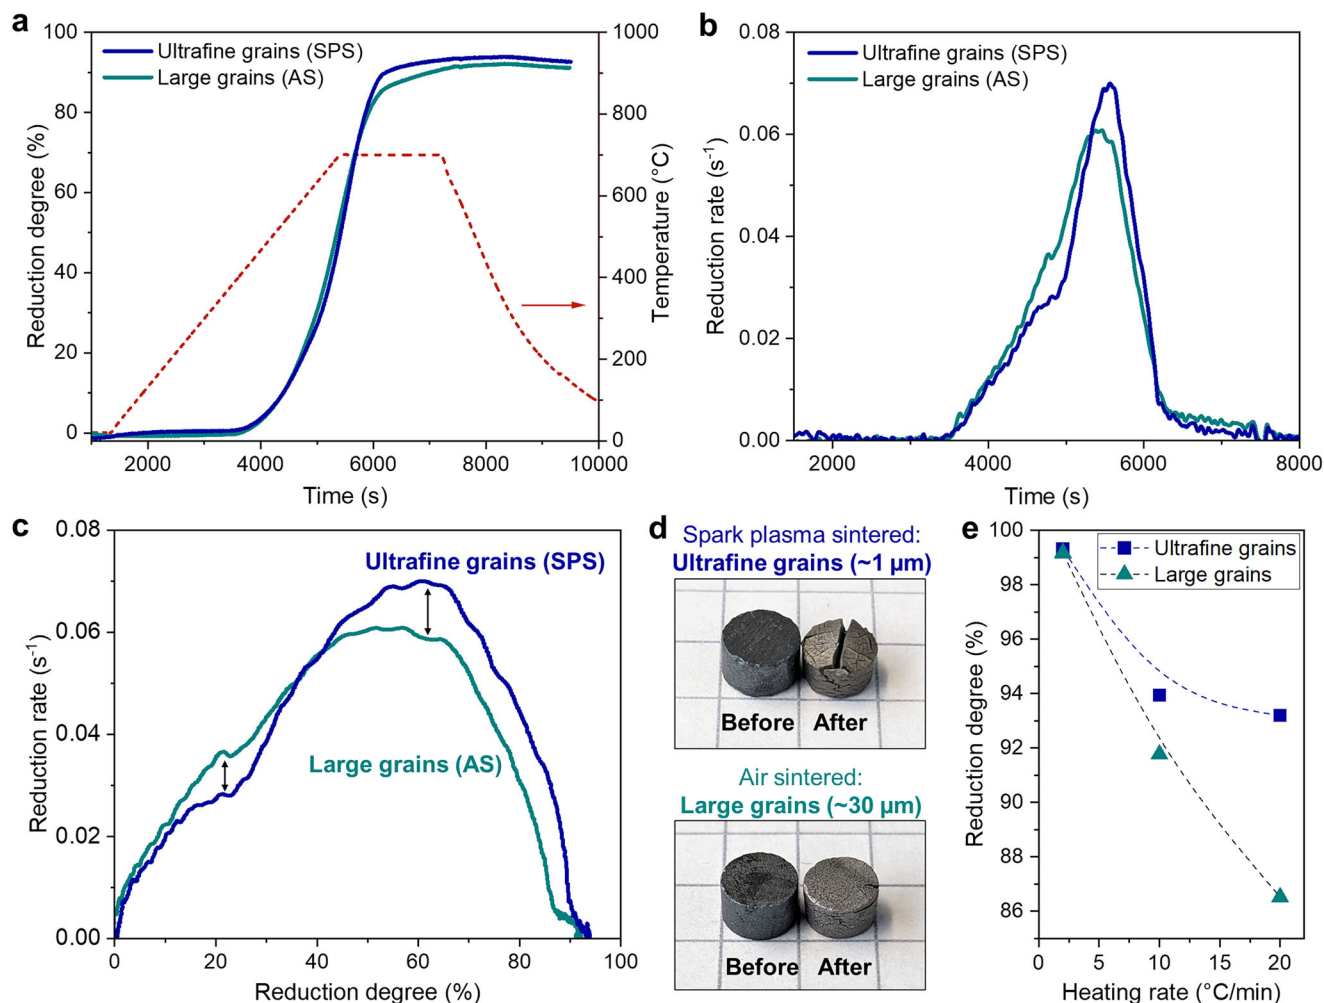 a
Ultrafine grains (SPS)
Large grains (AS)
Reduction degree (%)
100
80
60
40
20
0
1000
800
600
400
200
0
Temperature (°C)
2000 4000 6000 8000 10000
Time (s)
b
Ultrafine grains (SPS)
Large grains (AS)
Reduction rate (s⁻¹)
0.08
0.06
0.04
0.02
0.00
2000 4000 6000 8000
Time (s)
c
Ultrafine grains (SPS)
Large grains (AS)
Reduction rate (s⁻¹)
0.08
0.06
0.04
0.02
0.00
0 20 40 60 80 100
Reduction degree (%)
d
Spark plasma sintered:
Ultrafine grains (~1 µm)
Before After
Air sintered:
Large grains (~30 µm)
Before After
e
Ultrafine grains
Large grains
Reduction degree (%)
100
98
96
94
92
90
88
86
0 5 10 15 20
Heating rate (°C/min)